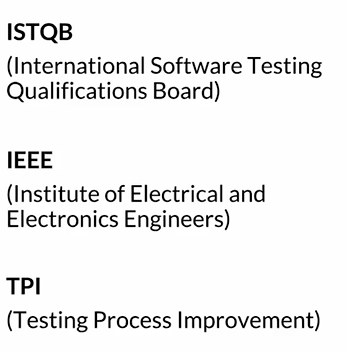 ISTQB
(International Software Testing
Qualifications Board)
IEEE
(Institute of Electrical and
Electronics Engineers)
TPI
(Testing Process Improvement)